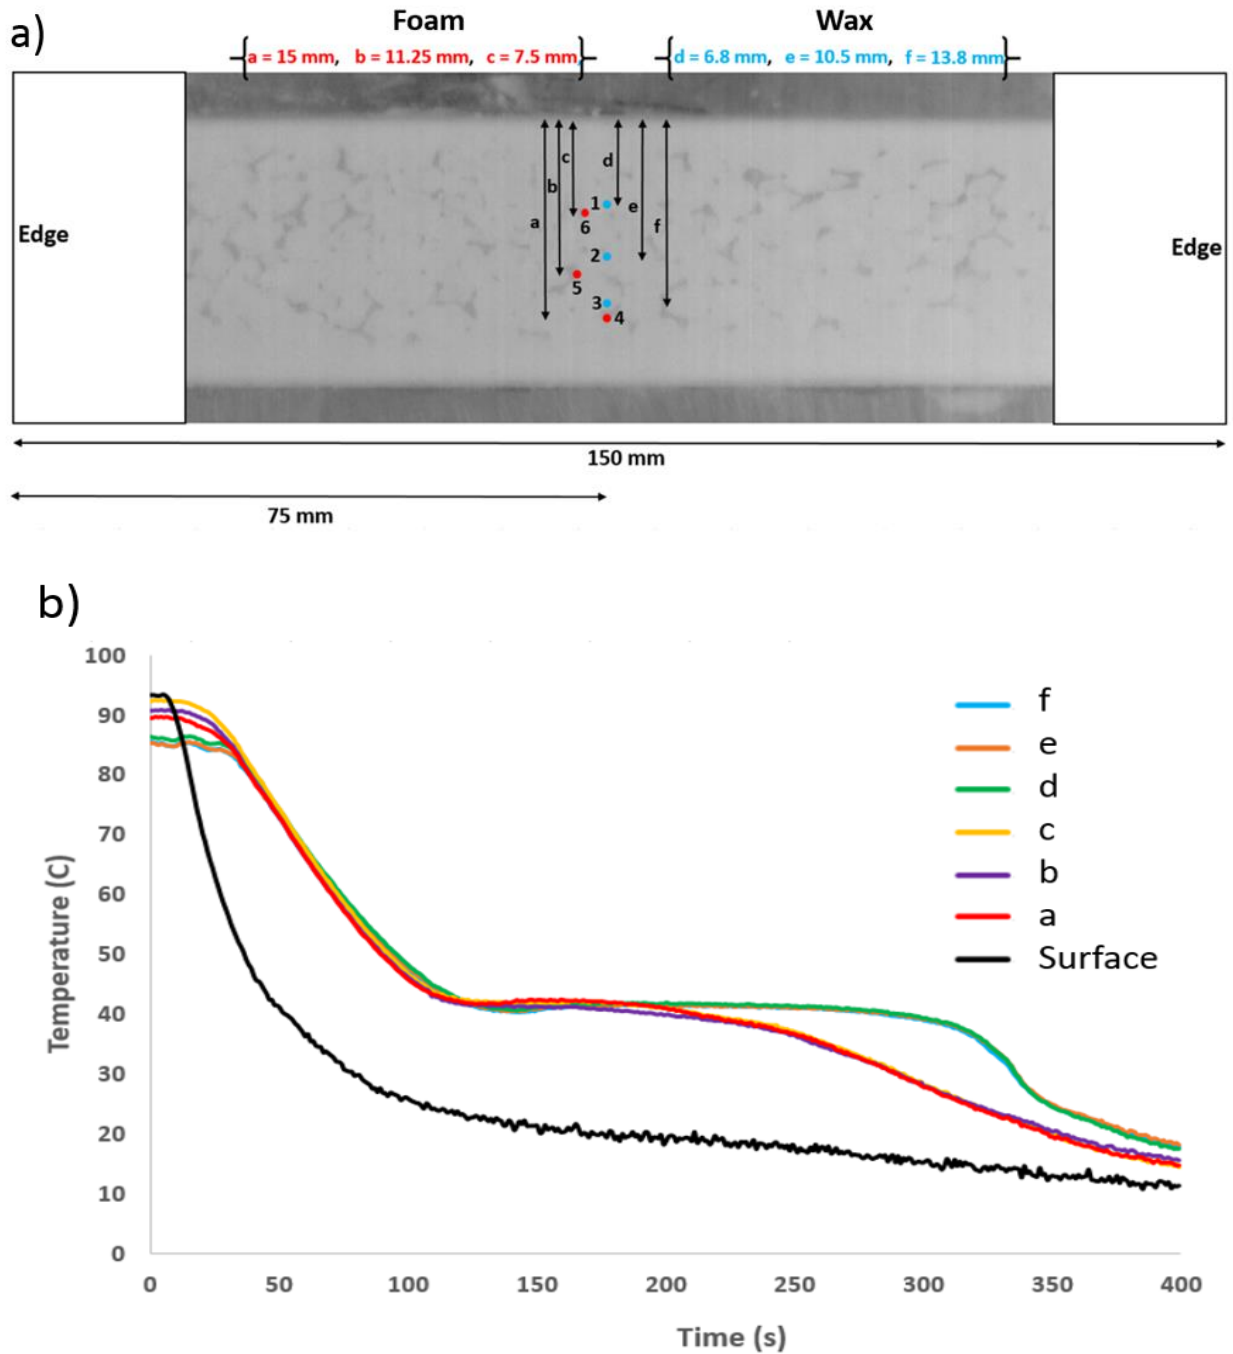 a)
Foam Wax
a = 15 mm, b = 11.25 mm, c = 7.5 mm, d = 6.8 mm, e = 10.5 mm, f = 13.8 mm
c d
b 1 e
a 6 f
Edge 2 Edge
5
3 4
150 mm
75 mm
b)
100
90
80
70
60
50
40
30
20
10
0
Temperature (C)
f
e
d
c
b
a
Surface
0 50 100 150 200 250 300 350 400
Time (s)